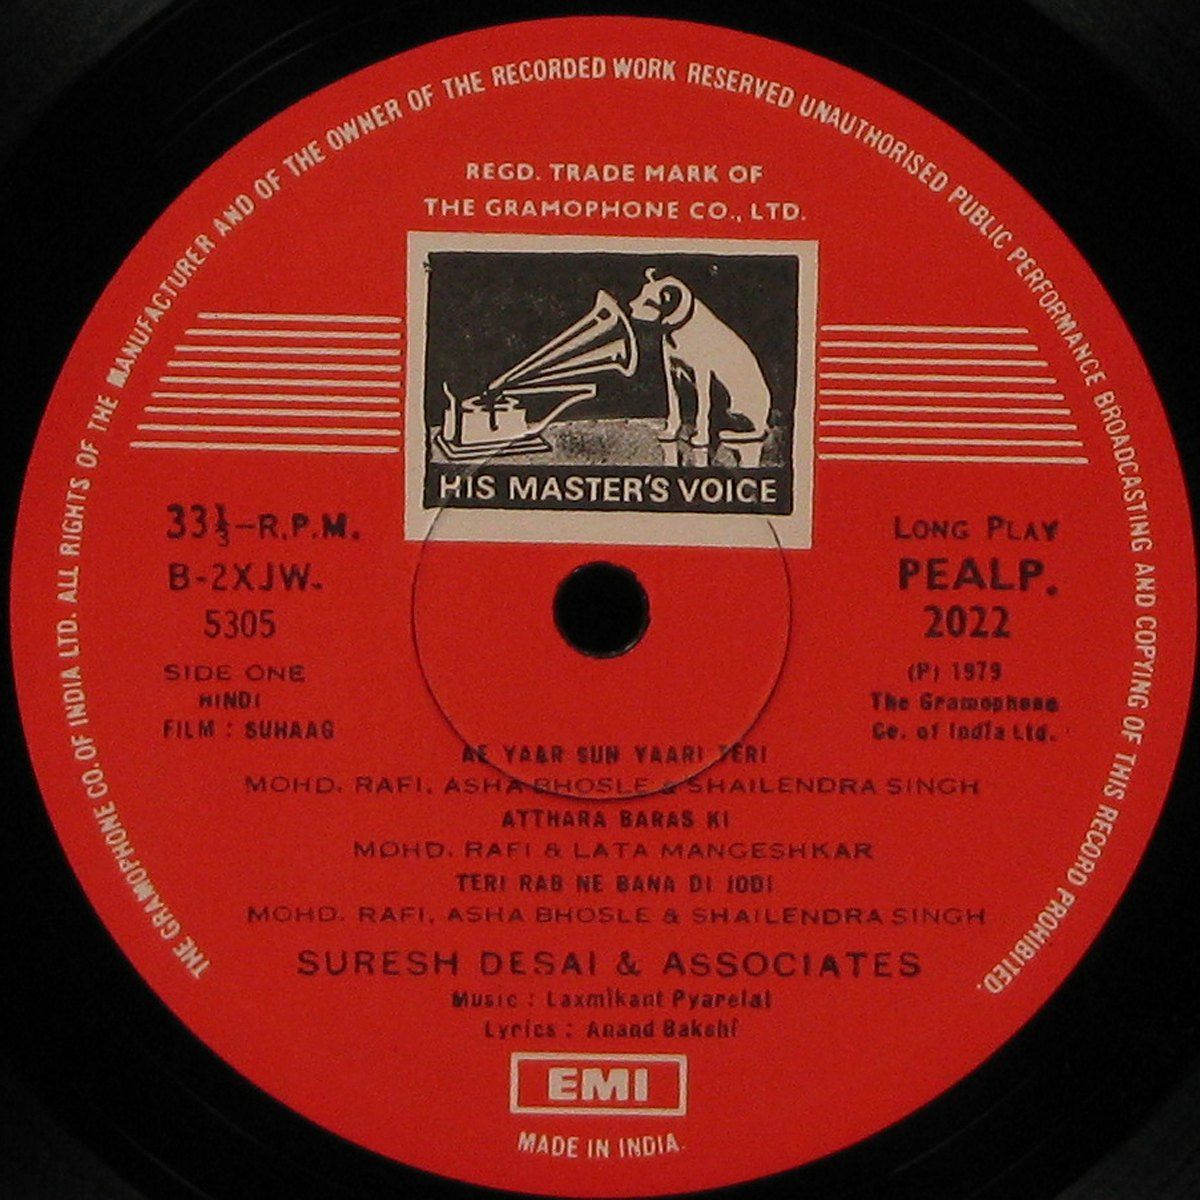 THE GRAMOPHONE CO. OF INDIA LTD. ALL RIGHTS OF THE MANUFACTURER AND OF THE OWNER OF THE RECORDED WORK RESERVED UNAUTHORISED PUBLIC PERFORMANCE BROADCASTING AND COPYING OF THIS RECORD PROHIBITED.
REGD. TRADE MARK OF
THE GRAMOPHONE CO., LTD.
HIS MASTER'S VOICE
33⅓-R.P.M.
B-2XJW.
5305
SIDE ONE
HINDI
FILM : SUHAAG
LONG PLAY
PEALP.
2022
(P) 1979
The Gramophone
Co. of India Ltd.
AE YAAR SUN YAARI TERI
MOHD. RAFI, ASHA BHOSLE & SHAILENDRA SINGH
ATTHARA BARAS KI
MOHD. RAFI & LATA MANGESHKAR
TERI RAB NE BANA DI JODI
MOHD. RAFI, ASHA BHOSLE & SHAILENDRA SINGH
SURESH DESAI & ASSOCIATES
Music : Laxmikant Pyarelal
Lyrics : Anand Bakshi
EMI
MADE IN INDIA.